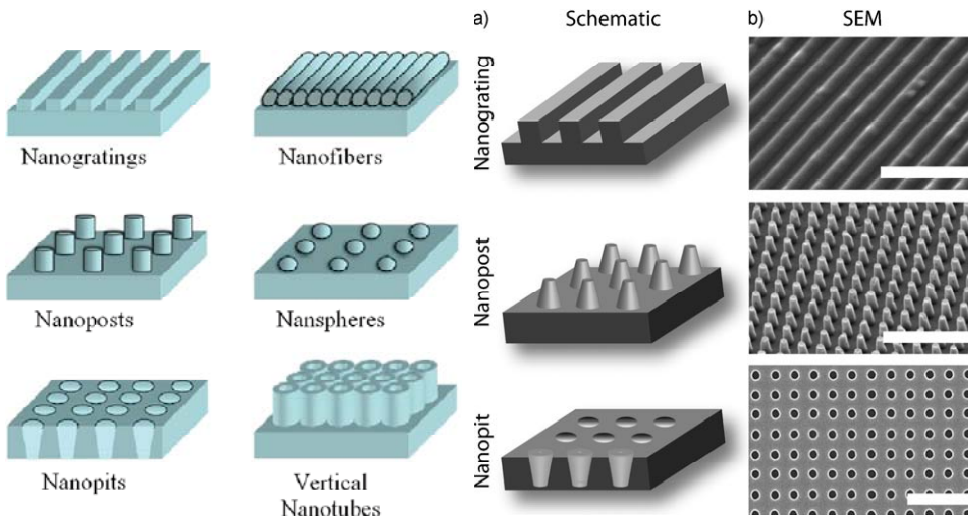 Nanogratings
Nanofibers
Nanoposts
Nanspheres
Nanopits
Vertical
Nanotubes
a)
Schematic
b)
SEM
Nanograting
Nanopost
Nanopit